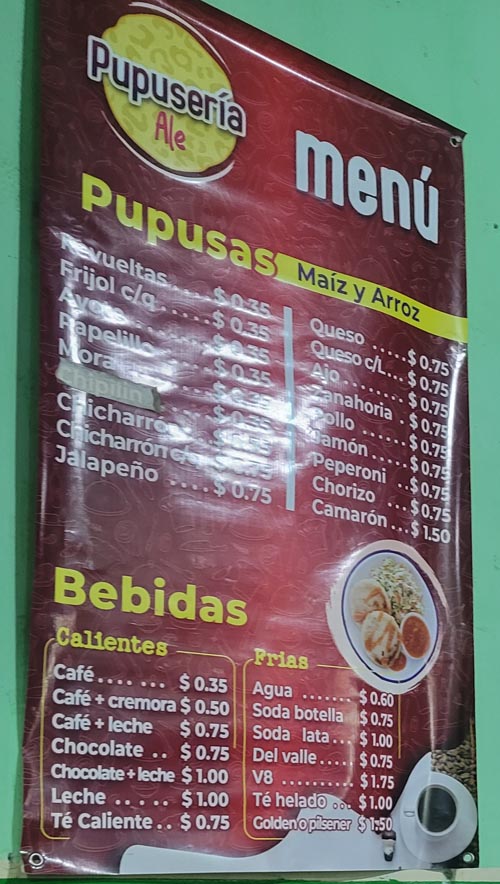 Pupusería
Ale
menú
Pupusas Maíz y Arroz
Revueltas....$0.35
Frijol c/q.....$0.35
Ayote
Papelillo $0.35
Mora
Chipilin
Chicharrón
Chicharrón
Jalapeño ....$0.75
Queso .....$0.75
Queso c/L...$0.75
Ajo ........$0.75
Zanahoria $0.75
Pollo ......$0.75
Jamón .....$0.75
Peperoni ..$0.75
Chorizo ....$0.75
Camarón...$1.50
Bebidas
Calientes
Café.... ... $0.35
Café + cremora $0.50
Café + leche $0.75
Chocolate .. $0.75
Chocolate + leche $1.00
Leche ...... $1.00
Té Caliente .. $0.75
Frias
Agua ....... $0.60
Soda botella $0.75
Soda lata... $1.00
Del valle..... $0.75
V8 .......... $1.75
Té helado ... $1.00
Golden o pilsener $1.50